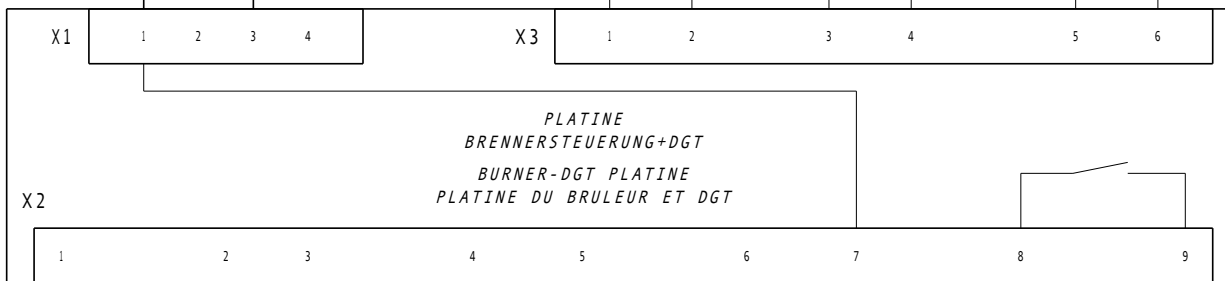 X1 1 2 3 4 X3 1 2 3 4 5 6
PLATINE
BRENNERSTEUERUNG+DGT
BURNER-DGT PLATINE
PLATINE DU BRULEUR ET DGT
X2
1 2 3 4 5 6 7 8 9